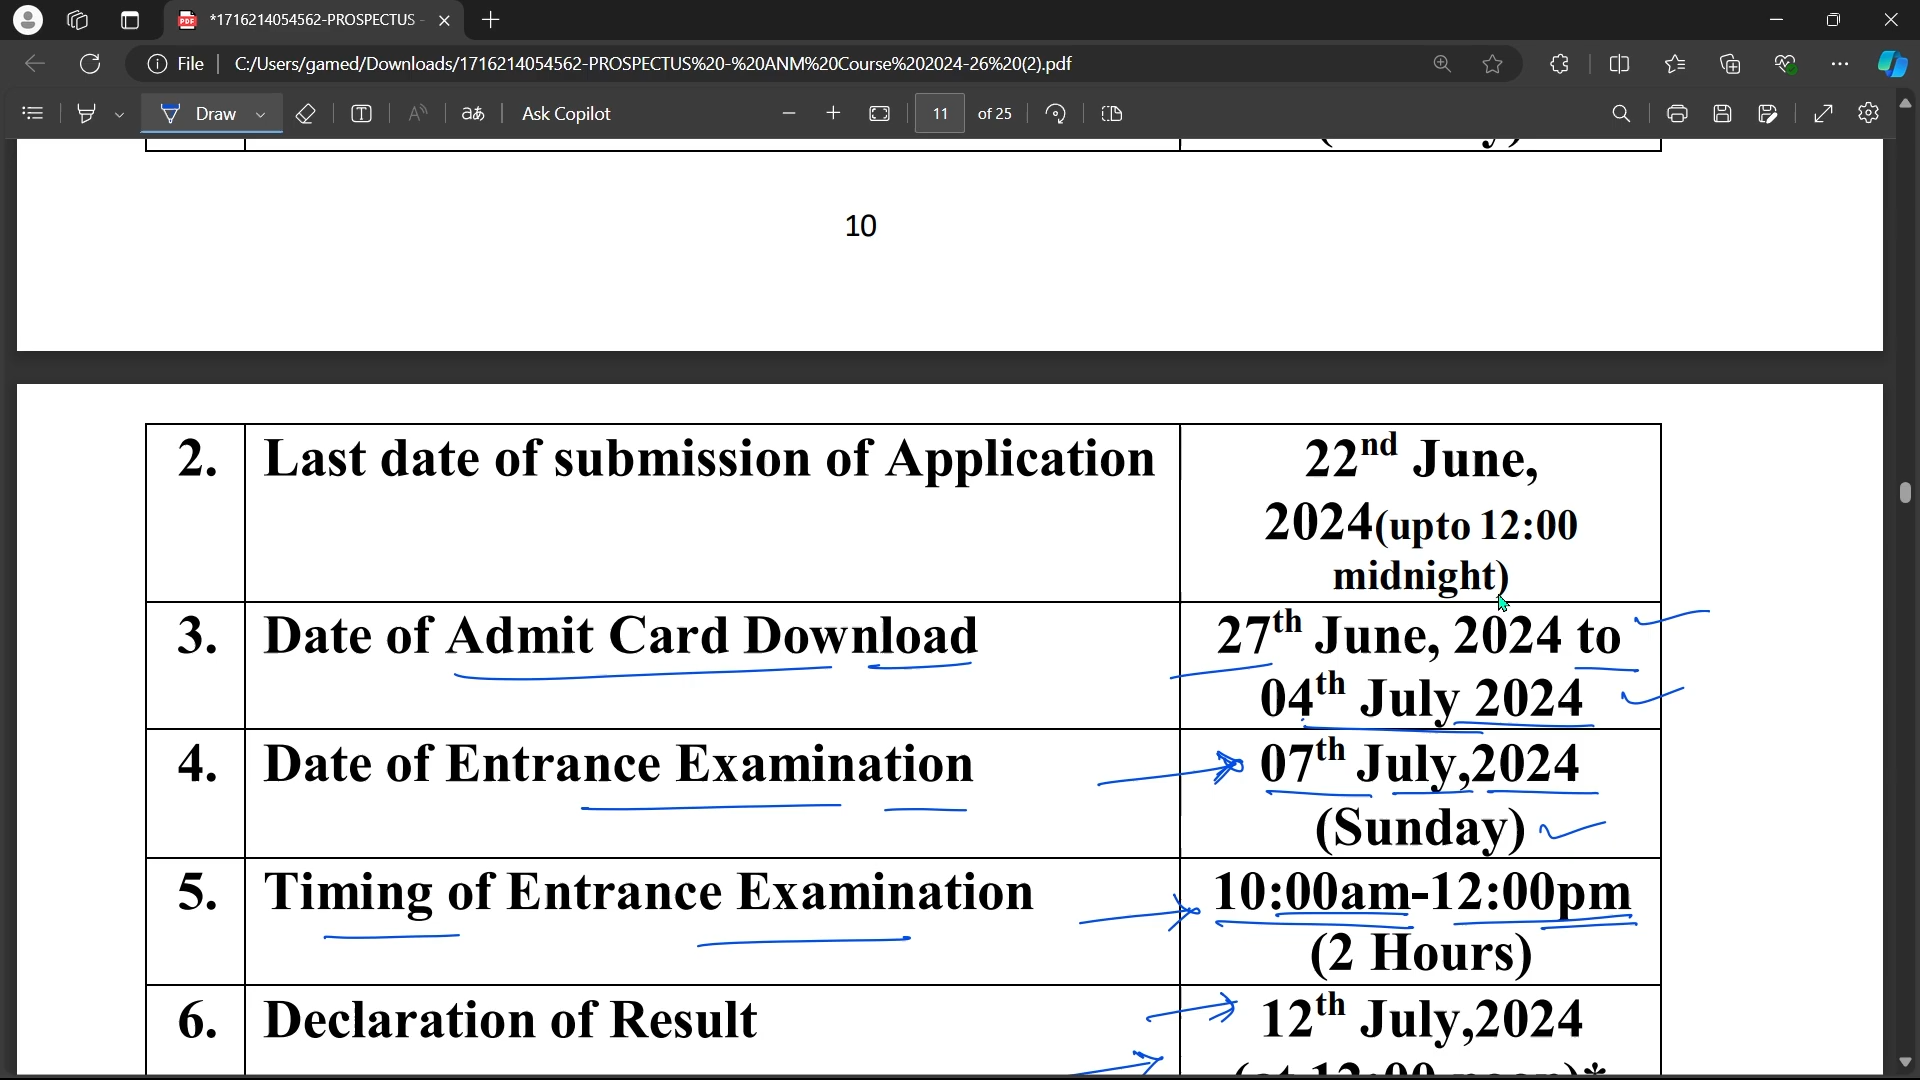 *1716214054562-PROSPECTUS -
File
C:/Users/gamed/Downloads/1716214054562-PROSPECTUS%20-%20ANM%20Course%202024-26%20(2).pdf
Draw
aあ
Ask Copilot
11 of 25
10
2. Last date of submission of Application 22nd June,
2024(upto 12:00
midnight)
3. Date of Admit Card Download 27th June, 2024 to
04th July 2024
4. Date of Entrance Examination 07th July,2024
(Sunday)
5. Timing of Entrance Examination 10:00am-12:00pm
(2 Hours)
6. Declaration of Result 12th July,2024